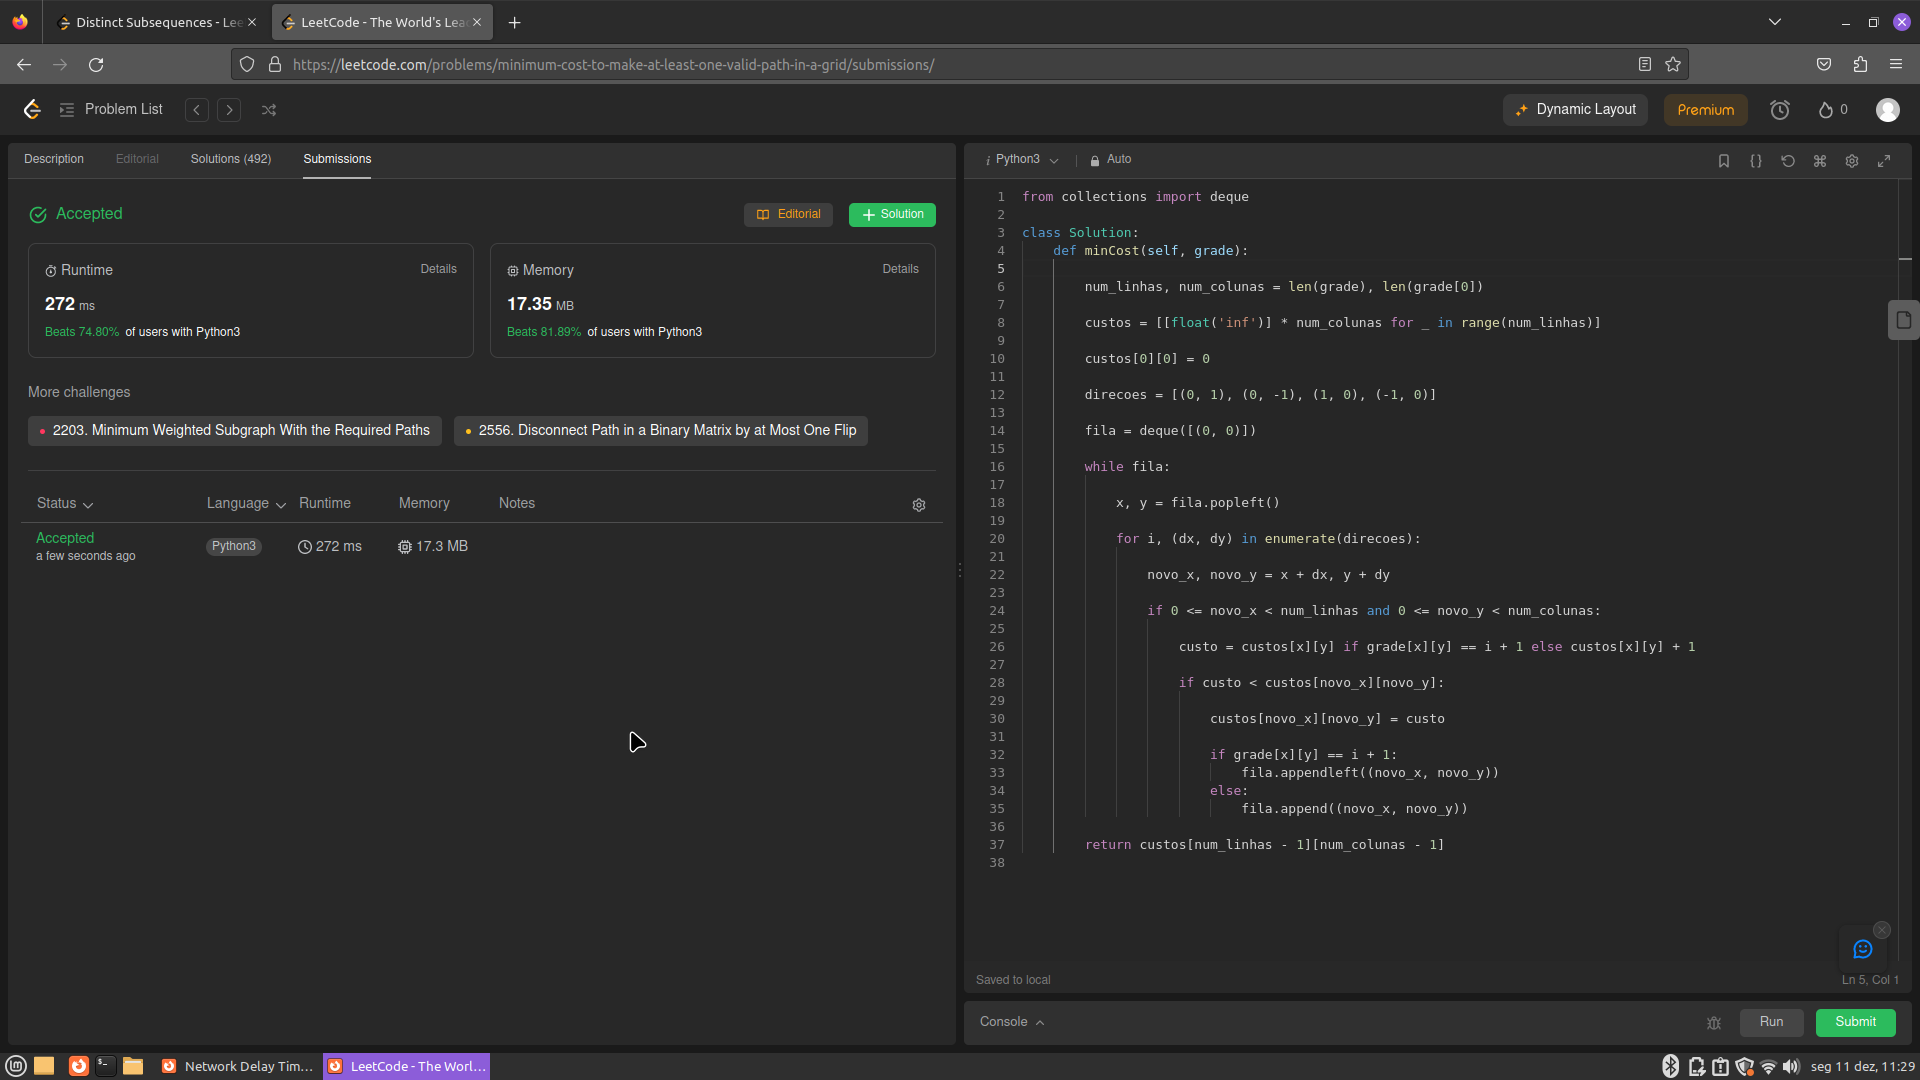 Distinct Subsequences - Lee
LeetCode - The World's Lea
https://leetcode.com/problems/minimum-cost-to-make-at-least-one-valid-path-in-a-grid/submissions/
Problem List
Dynamic Layout
Premium
0
Description
Editorial
Solutions (492)
Submissions
Accepted
Editorial
Solution
Runtime
Details
272 ms
Beats 74.80% of users with Python3
Memory
Details
17.35 MB
Beats 81.89% of users with Python3
More challenges
2203. Minimum Weighted Subgraph With the Required Paths
2556. Disconnect Path in a Binary Matrix by at Most One Flip
Status Language Runtime Memory Notes
Accepted
a few seconds ago
Python3
272 ms
17.3 MB
i Python3
Auto
1 from collections import deque
2
3 class Solution:
4 def minCost(self, grade):
5
6 num_linhas, num_colunas = len(grade), len(grade[0])
7
8 custos = [[float('inf')] * num_colunas for _ in range(num_linhas)]
9
10 custos[0][0] = 0
11
12 direcoes = [(0, 1), (0, -1), (1, 0), (-1, 0)]
13
14 fila = deque([(0, 0)])
15
16 while fila:
17
18 x, y = fila.popleft()
19
20 for i, (dx, dy) in enumerate(direcoes):
21
22 novo_x, novo_y = x + dx, y + dy
23
24 if 0 <= novo_x < num_linhas and 0 <= novo_y < num_colunas:
25
26 custo = custos[x][y] if grade[x][y] == i + 1 else custos[x][y] + 1
27
28 if custo < custos[novo_x][novo_y]:
29
30 custos[novo_x][novo_y] = custo
31
32 if grade[x][y] == i + 1:
33 fila.appendleft((novo_x, novo_y))
34 else:
35 fila.append((novo_x, novo_y))
36
37 return custos[num_linhas - 1][num_colunas - 1]
38
Saved to local
Ln 5, Col 1
Console
Run
Submit
Network Delay Tim...
LeetCode - The Worl...
seg 11 dez, 11:29